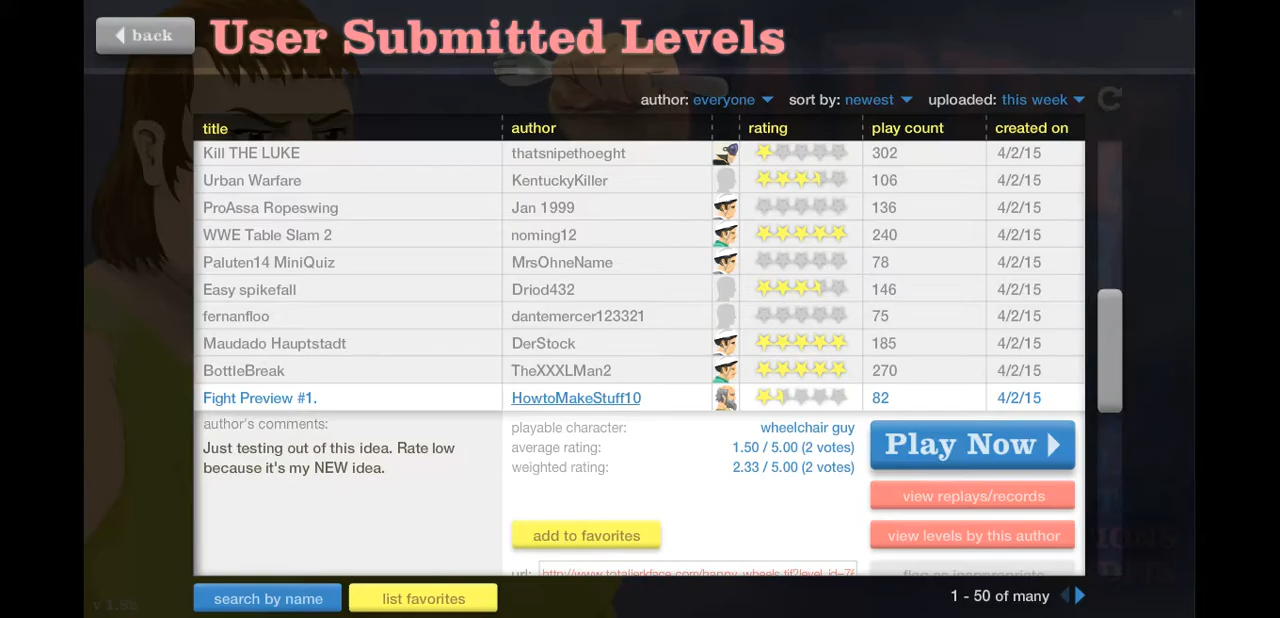 back
User Submitted Levels
author: everyone sort by: newest uploaded: this week
title author rating play count created on
Kill THE LUKE thatsnipethoeght 302 4/2/15
Urban Warfare KentuckyKiller 106 4/2/15
ProAssa Ropeswing Jan 1999 136 4/2/15
WWE Table Slam 2 noming12 240 4/2/15
Paluten14 MiniQuiz MrsOhneName 78 4/2/15
Easy spikefall Driod432 146 4/2/15
fernanfloo dantemercer123321 75 4/2/15
Maudado Hauptstadt DerStock 185 4/2/15
BottleBreak TheXXXLMan2 270 4/2/15
Fight Preview #1. HowtoMakeStuff10 82 4/2/15
author's comments:
Just testing out of this idea. Rate low
because it's my NEW idea.
playable character: wheelchair guy
average rating: 1.50 / 5.00 (2 votes)
weighted rating: 2.33 / 5.00 (2 votes)
Play Now
view replays/records
add to favorites
view levels by this author
url:
flag as inappropriate
search by name list favorites
1 - 50 of many